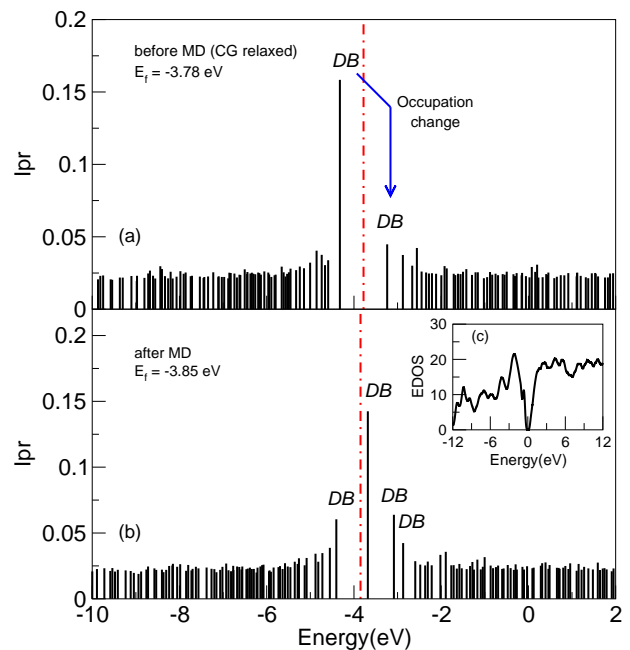 0.2
before MD (CG relaxed)
E_f = -3.78 eV
DB
0.15
Occupation
change
0.1
Ipr
DB
(a)
0.05
0
0.2
after MD
E_f = -3.85 eV
(c)
30
20
10
0
EDOS
-12 -6 0 6 12
Energy(eV)
0.15
0.1
Ipr
DB
DB
DB
DB
(b)
0.05
0
-10 -8 -6 -4 -2 0 2
Energy(eV)